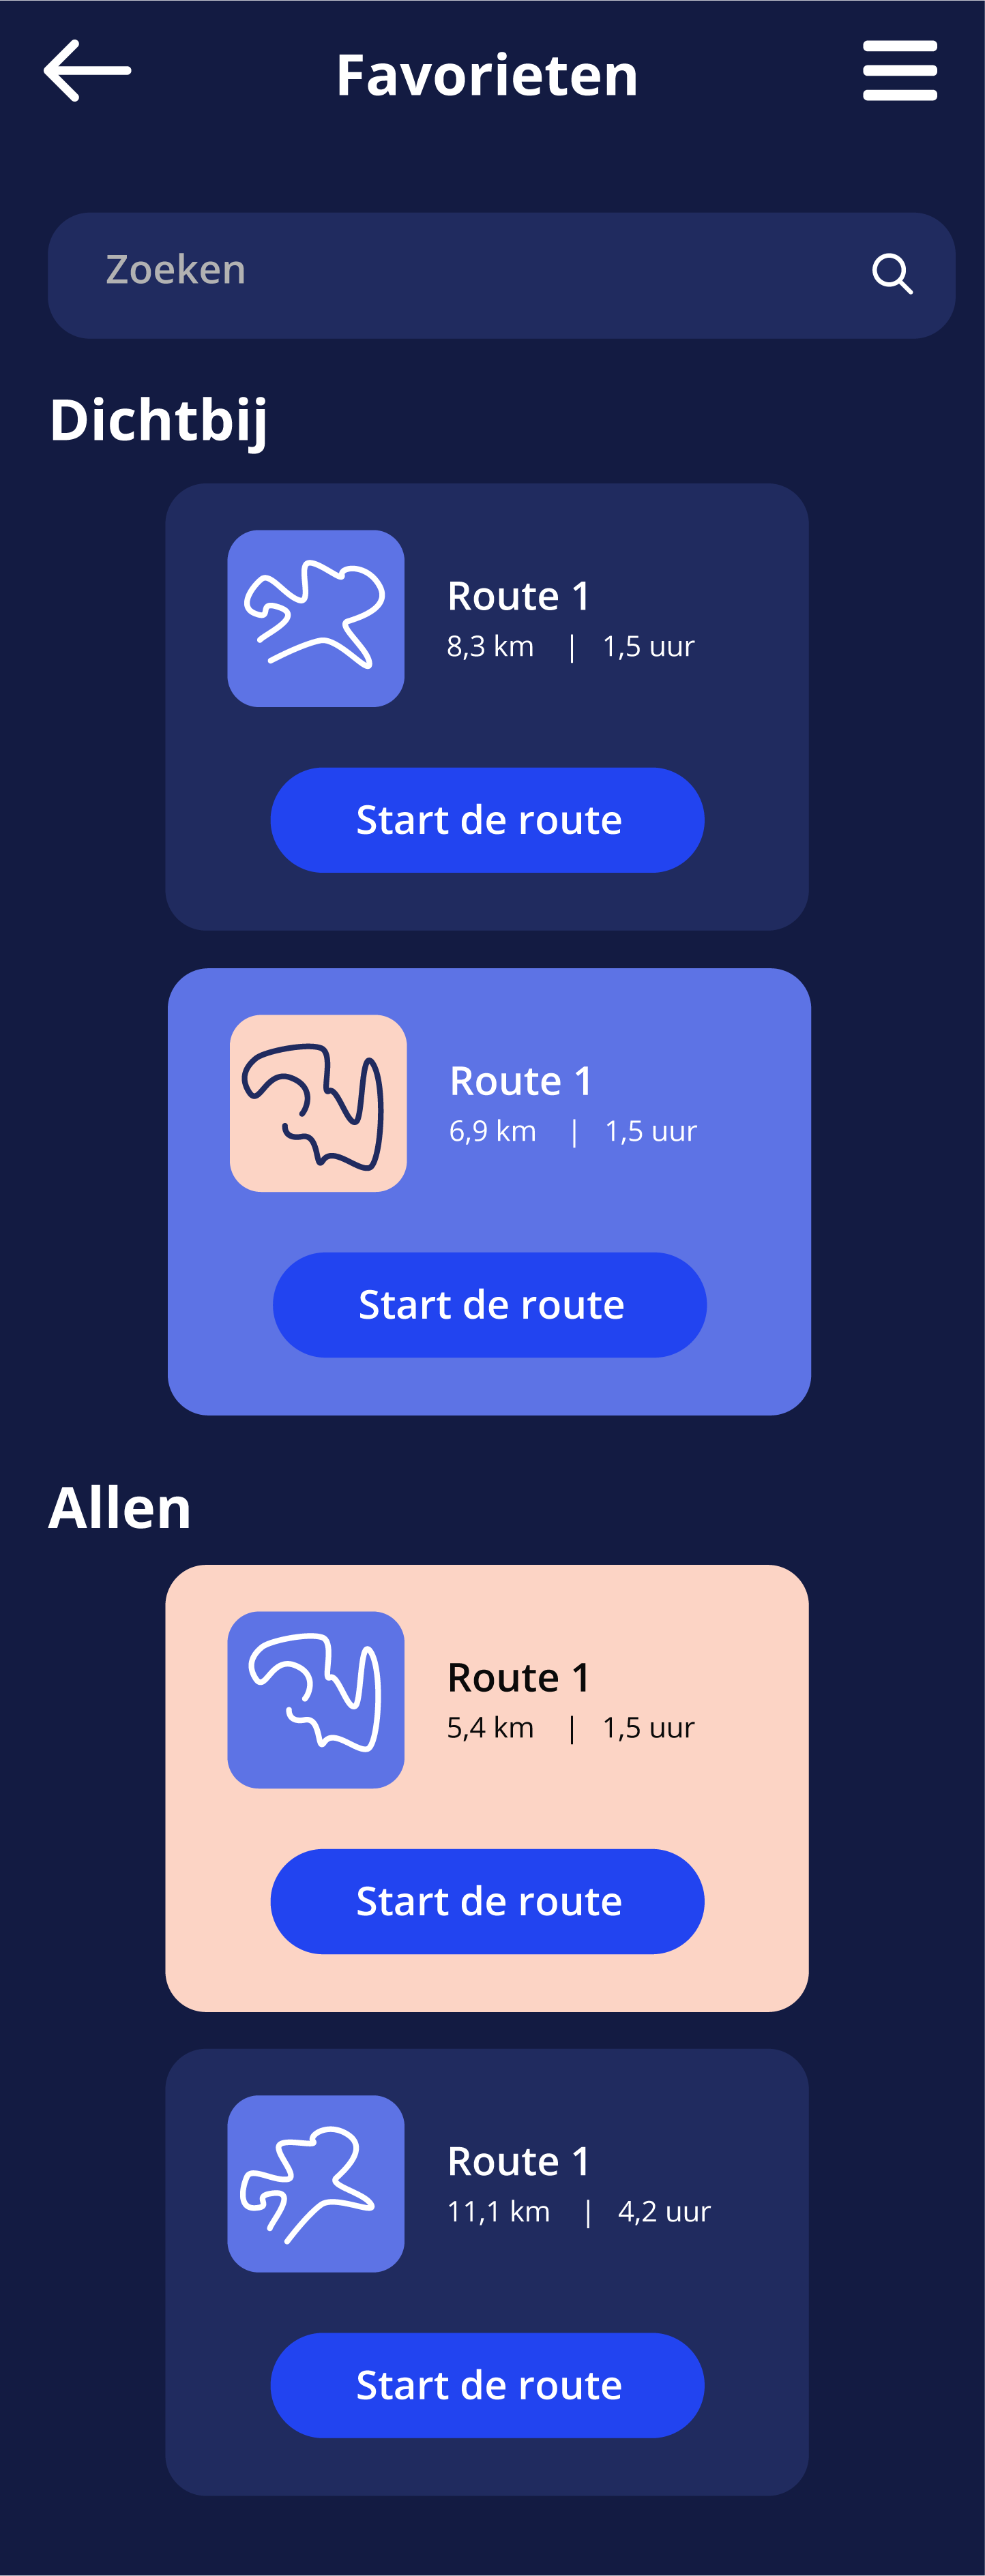 Favorieten
Zoeken
Dichtbij
Route 1
8,3 km | 1,5 uur
Start de route
Route 1
6,9 km | 1,5 uur
Start de route
Allen
Route 1
5,4 km | 1,5 uur
Start de route
Route 1
11,1 km | 4,2 uur
Start de route